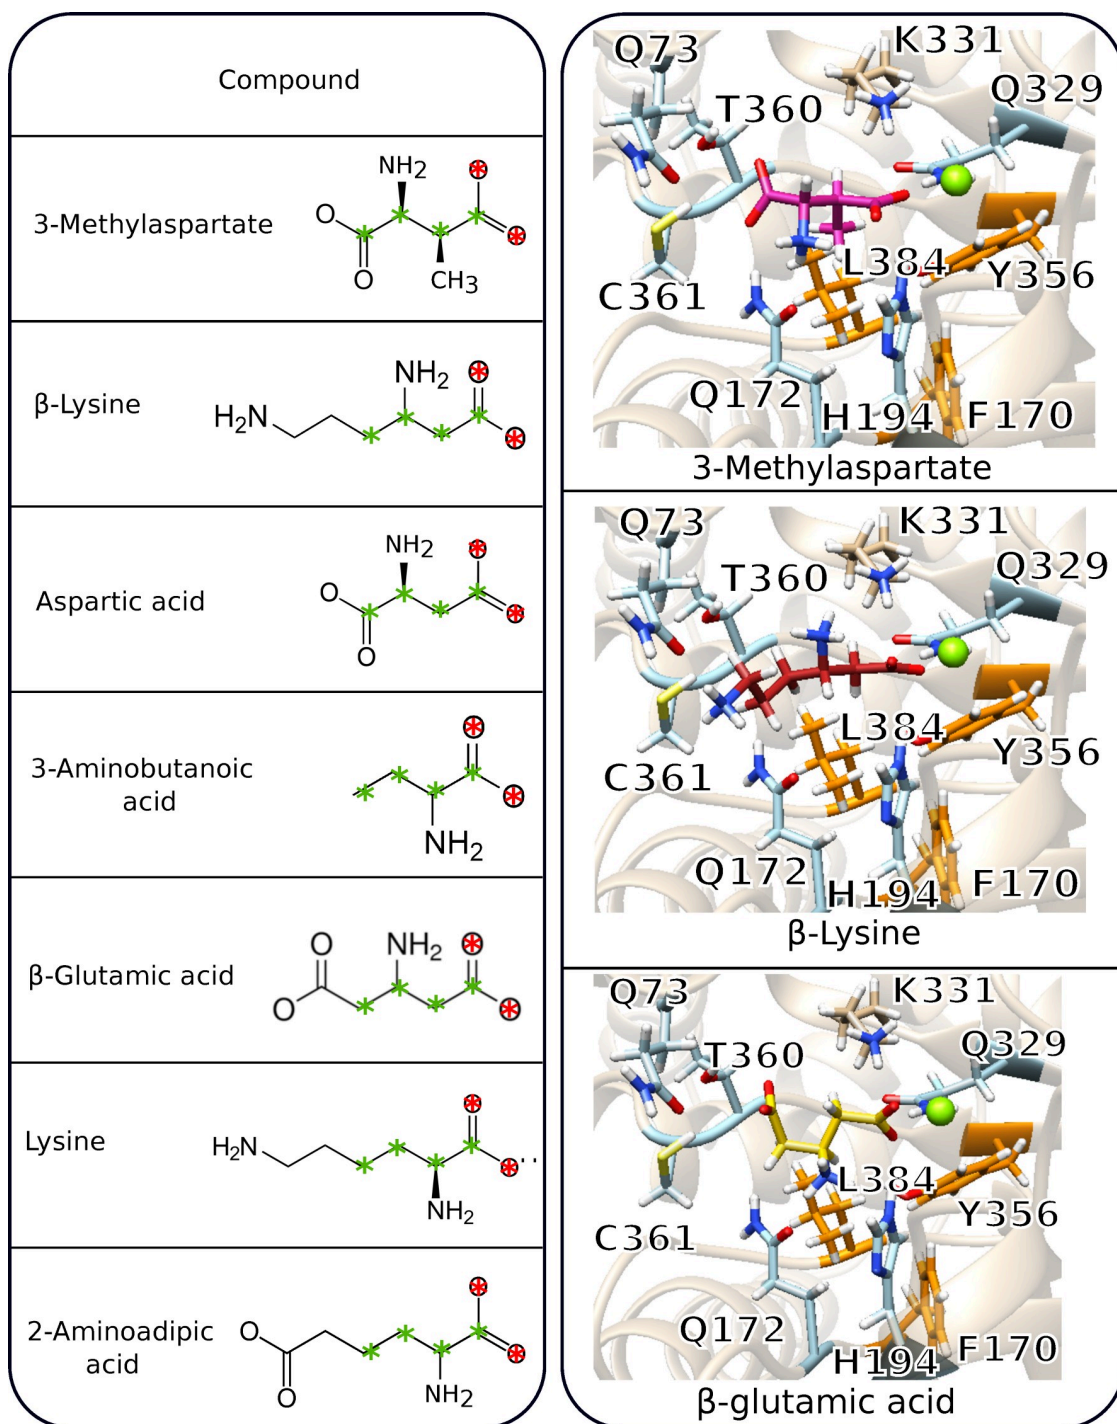 Compound
3-Methylaspartate
NH2
O
O
CH3
β-Lysine
NH2
H2N
Aspartic acid
NH2
O
O
3-Aminobutanoic
acid
NH2
β-Glutamic acid
O
NH2
O
Lysine
H2N
NH2
2-Aminoadipic
acid
O
O
NH2
Q73
K331
T360
Q329
L384
Y356
C361
Q172
H194
F170
3-Methylaspartate
Q73
K331
T360
Q329
L384
Y356
C361
Q172
H194
F170
β-Lysine
Q73
K331
T360
Q329
L384
Y356
C361
Q172
H194
F170
β-glutamic acid